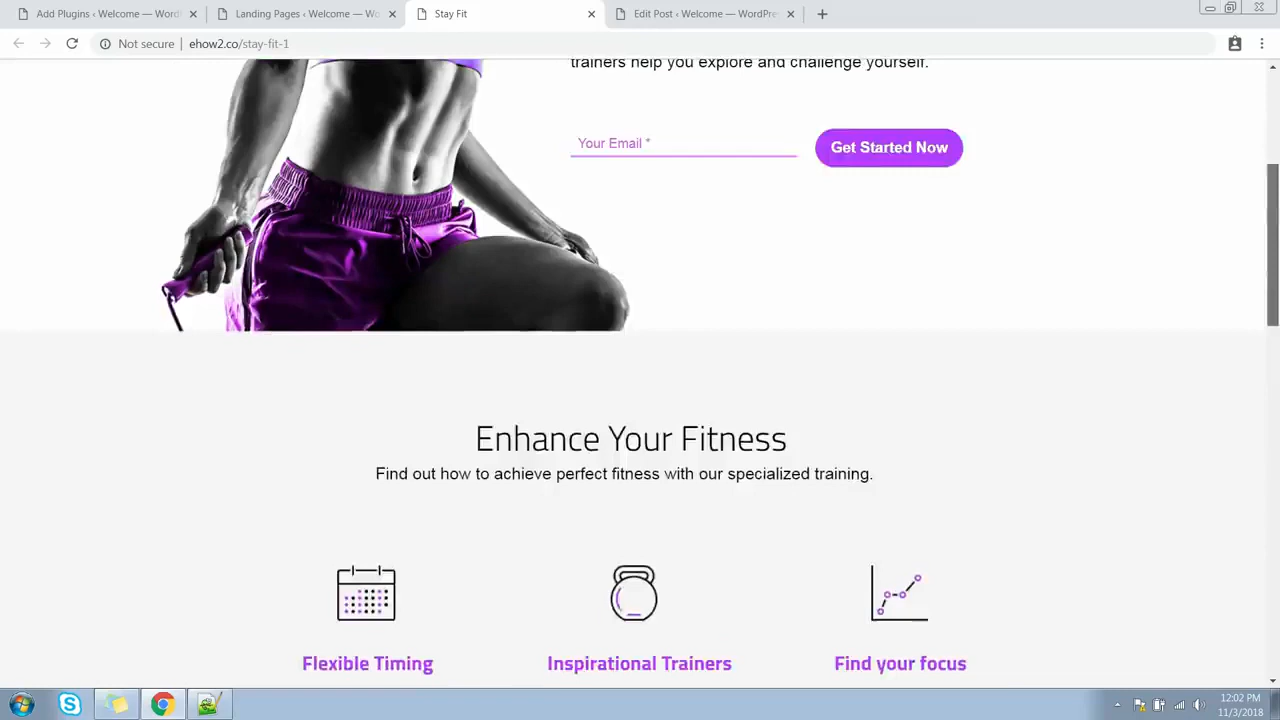 Add Plugins ‹ Welcome — Word
Landing Pages ‹ Welcome — Wo
Stay Fit
Edit Post ‹ Welcome — WordPre
Not secure
ehow2.co/stay-fit-1
trainers help you explore and challenge yourself.
Your Email *
Get Started Now
Enhance Your Fitness
Find out how to achieve perfect fitness with our specialized training.
Flexible Timing
Inspirational Trainers
Find your focus
12:02 PM
11/3/2018